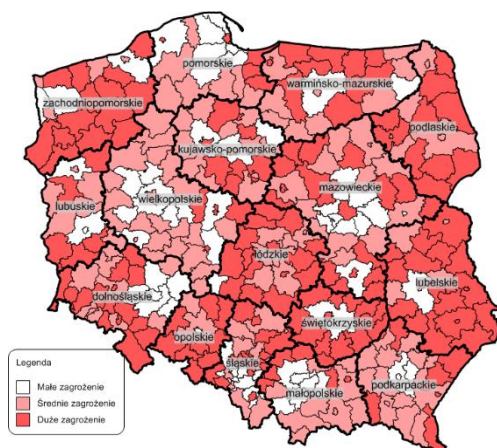 pomorskie
warmińsko-mazurskie
zachodniopomorskie
podlaskie
kujawsko-pomorskie
mazowieckie
wielkopolskie
lubuskie
łódzkie
lubelskie
dolnośląskie
świętokrzyskie
opolskie
śląskie
podkarpackie
małopolskie
Legenda
Małe zagrożenie
Średnie zagrożenie
Duże zagrożenie